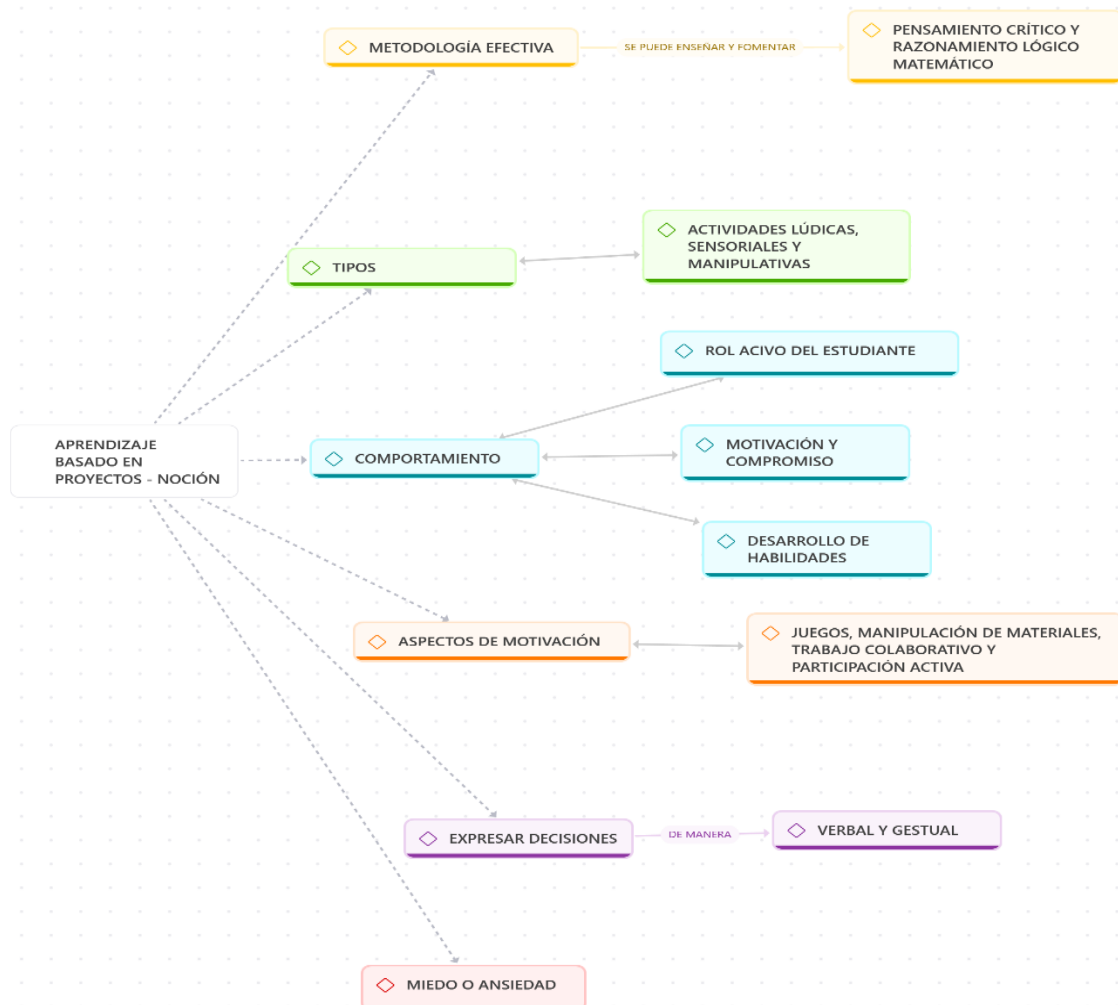 METODOLOGÍA EFECTIVA
SE PUEDE ENSEÑAR Y FOMENTAR
PENSAMIENTO CRÍTICO Y
RAZONAMIENTO LÓGICO
MATEMÁTICO
TIPOS
ACTIVIDADES LÚDICAS,
SENSORIALES Y
MANIPULATIVAS
ROL ACIVO DEL ESTUDIANTE
APRENDIZAJE
BASADO EN
PROYECTOS - NOCIÓN
COMPORTAMIENTO
MOTIVACIÓN Y
COMPROMISO
DESARROLLO DE
HABILIDADES
ASPECTOS DE MOTIVACIÓN
JUEGOS, MANIPULACIÓN DE MATERIALES,
TRABAJO COLABORATIVO Y
PARTICIPACIÓN ACTIVA
EXPRESAR DECISIONES
DE MANERA
VERBAL Y GESTUAL
MIEDO O ANSIEDAD